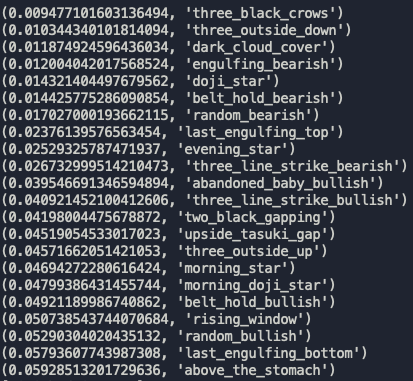 (0.009477101603136494, 'three_black_crows')
(0.010344340101814094, 'three_outside_down')
(0.011874924596436034, 'dark_cloud_cover')
(0.012004042017568524, 'engulfing_bearish')
(0.014321404497679562, 'doji_star')
(0.014425775286090854, 'belt_hold_bearish')
(0.017027000193662115, 'random_bearish')
(0.02376139576563454, 'last_engulfing_top')
(0.02529325787471937, 'evening_star')
(0.026732999514210473, 'three_line_strike_bearish')
(0.039546691346594894, 'abandoned_baby_bullish')
(0.040921452100412606, 'three_line_strike_bullish')
(0.04198004475678872, 'two_black_gapping')
(0.04519054533017023, 'upside_tasuki_gap')
(0.04571662051421053, 'three_outside_up')
(0.04694272280616424, 'morning_star')
(0.04799386431455744, 'morning_doji_star')
(0.04921189986740862, 'belt_hold_bullish')
(0.050738543744070684, 'rising_window')
(0.05290304020435132, 'random_bullish')
(0.05793607743987308, 'last_engulfing_bottom')
(0.05928513201729636, 'above_the_stomach')